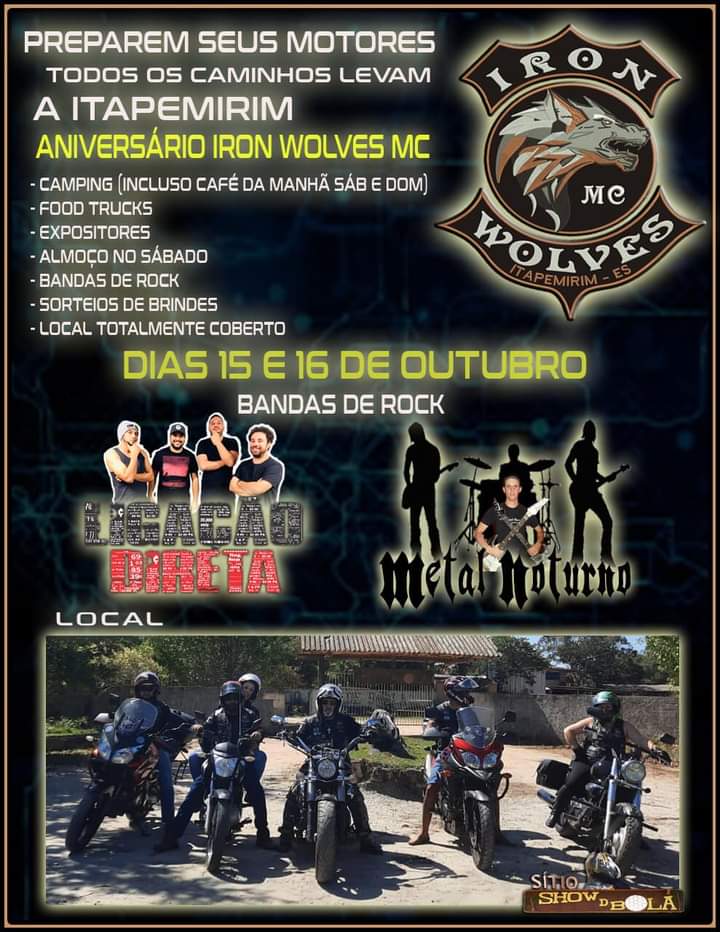 PREPAREM SEUS MOTORES
TODOS OS CAMINHOS LEVAM
A ITAPEMIRIM
ANIVERSÁRIO IRON WOLVES MC
- CAMPING (INCLUSO CAFÉ DA MANHÃ SÁB E DOM)
- FOOD TRUCKS
- EXPOSITORES
- ALMOÇO NO SÁBADO
- BANDAS DE ROCK
- SORTEIOS DE BRINDES
- LOCAL TOTALMENTE COBERTO
IRON
MC
WOLVES
ITAPEMIRIM - ES
DIAS 15 E 16 DE OUTUBRO
BANDAS DE ROCK
LIGAÇÃO
DIRETA
Metal Noturno
LOCAL
SÍTIO
SHOW D BOLA